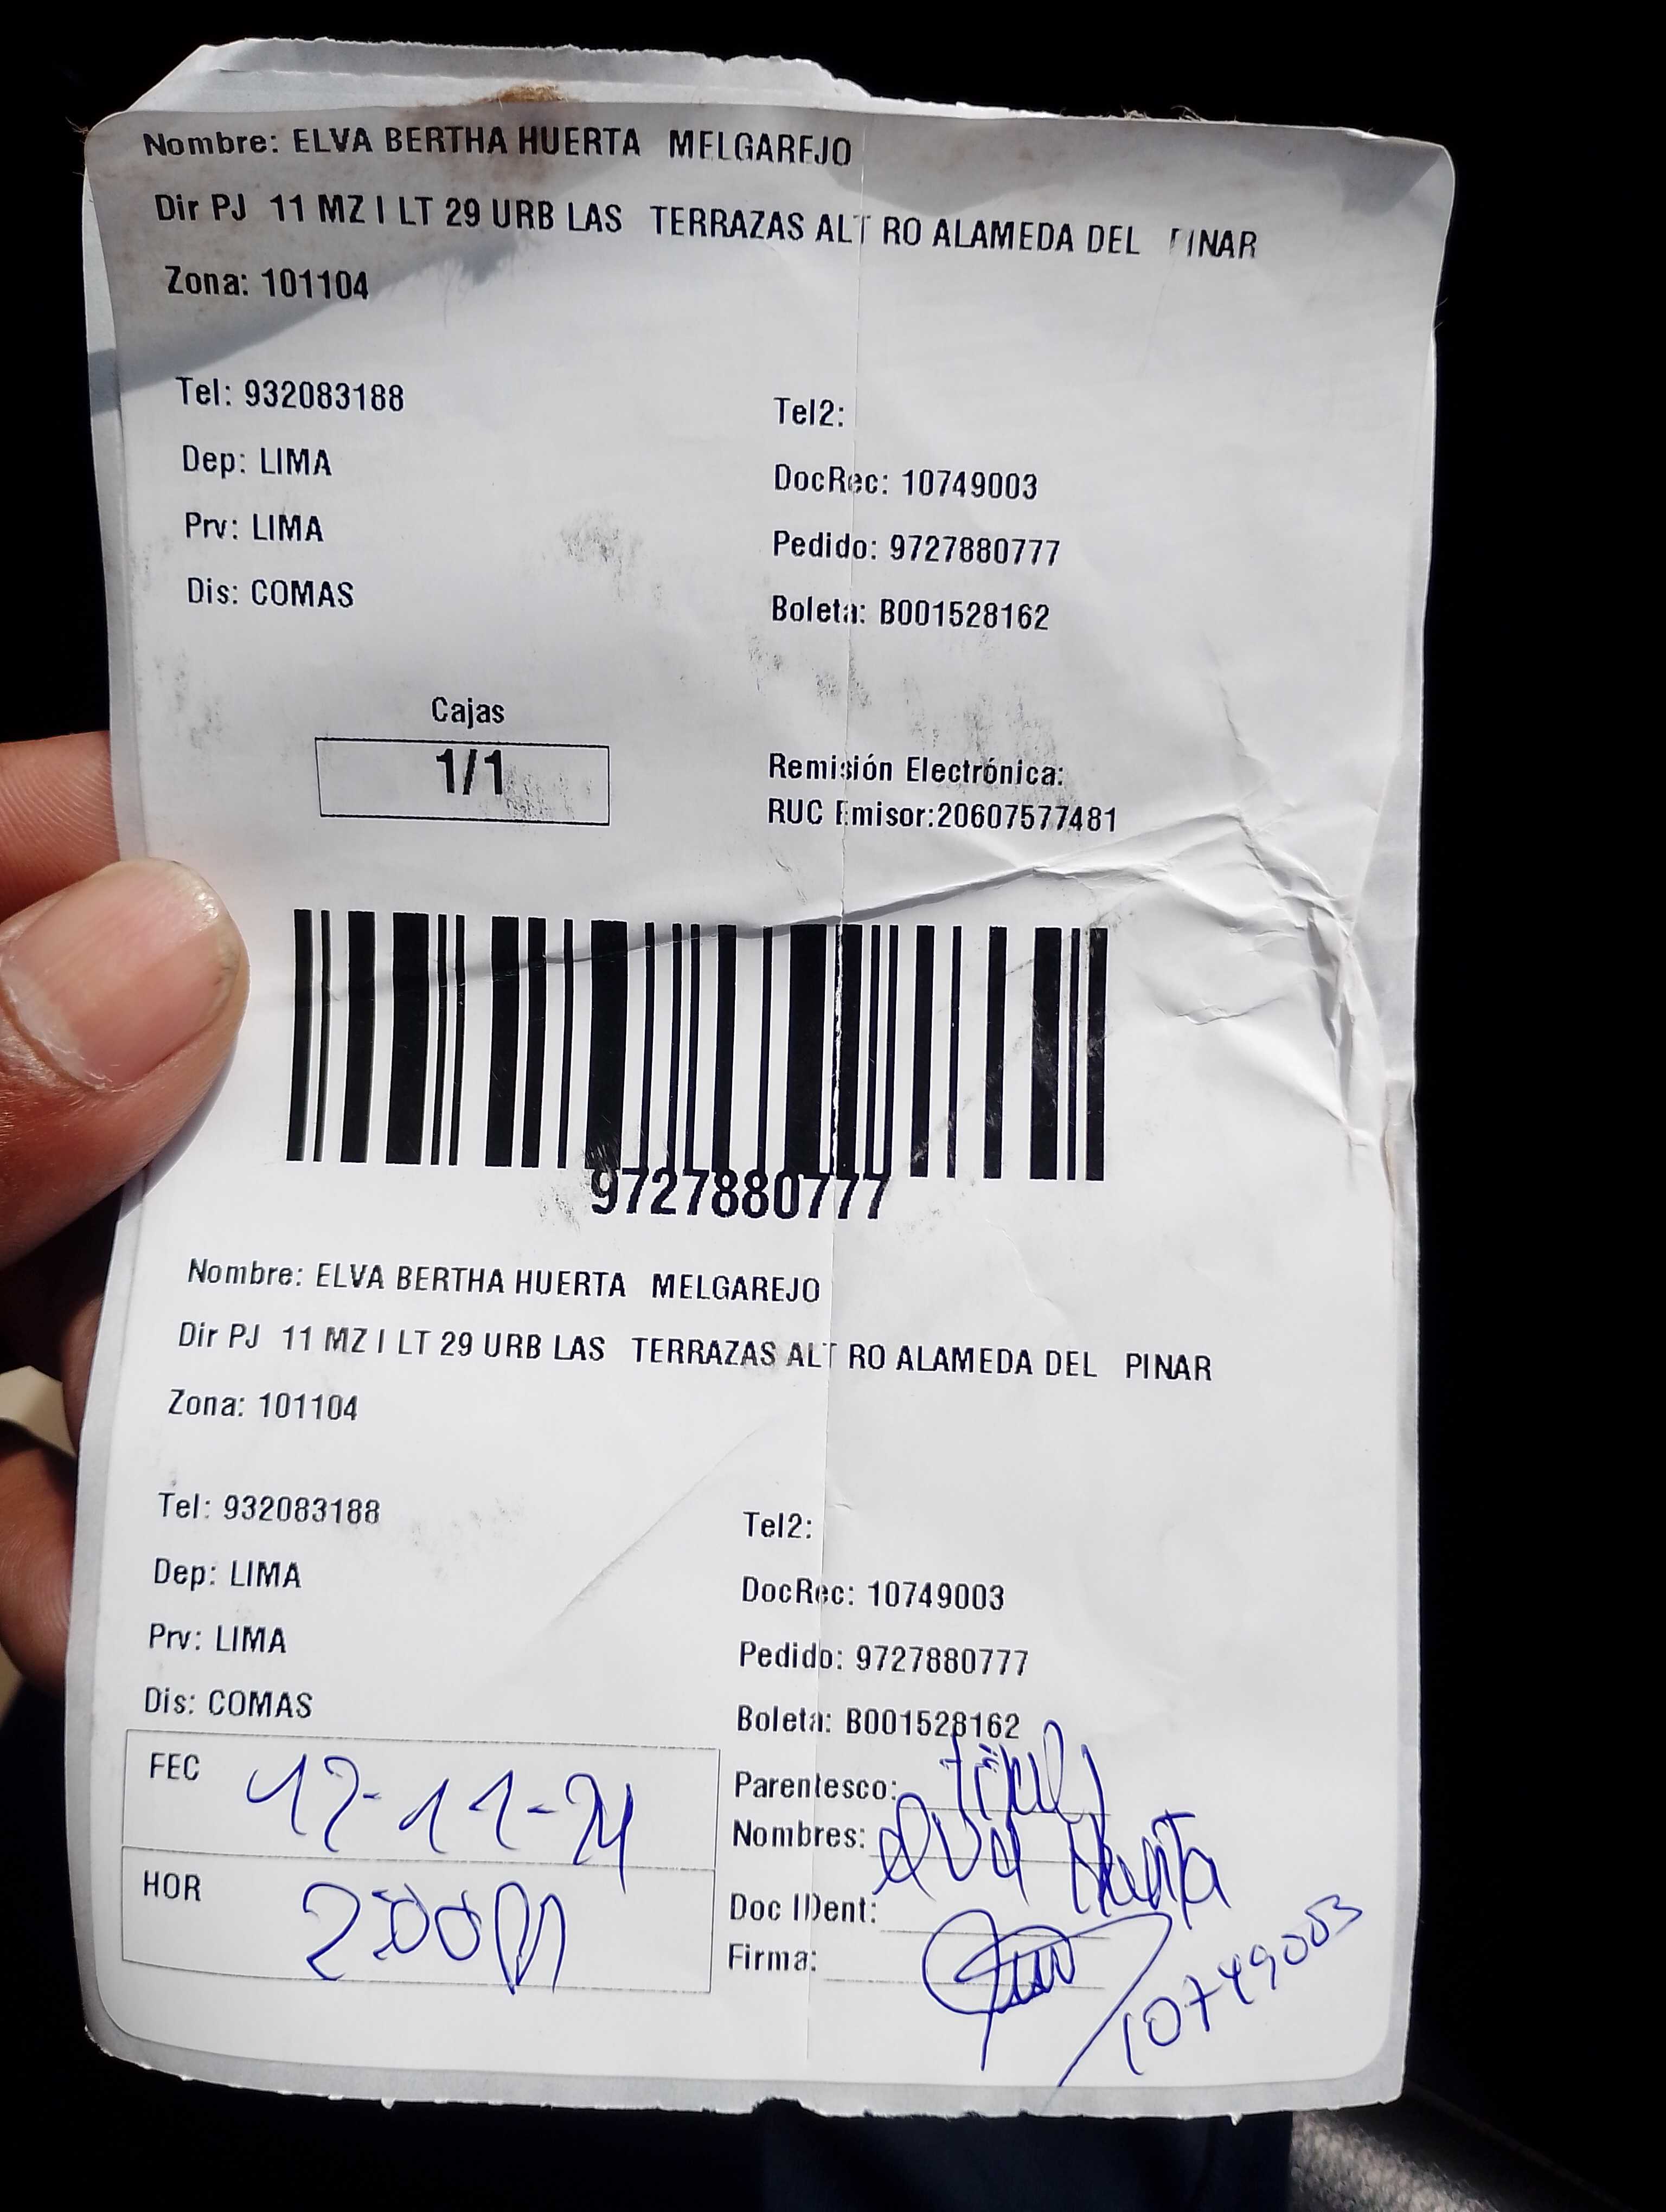 Nombre: ELVA BERTHA HUERTA MELGAREJO
Dir PJ 11 MZ I LT 29 URB LAS TERRAZAS ALT RO ALAMEDA DEL PINAR
Zona: 101104
Tel: 932083188
Tel2:
Dep: LIMA
DocRec: 10749003
Prv: LIMA
Pedido: 9727880777
Dis: COMAS
Boleta: B001528162
Cajas
1/1
Remisión Electrónica:
RUC Emisor:20607577481
9727880777
Nombre: ELVA BERTHA HUERTA MELGAREJO
Dir PJ 11 MZ I LT 29 URB LAS TERRAZAS ALT RO ALAMEDA DEL PINAR
Zona: 101104
Tel: 932083188
Tel2:
Dep: LIMA
DocRec: 10749003
Prv: LIMA
Pedido: 9727880777
Dis: COMAS
Boleta: B001528162
FEC
Parentesco:
Nombres: elva Huerta
HOR 2:00
Doc IDent:
Firma:
10749003